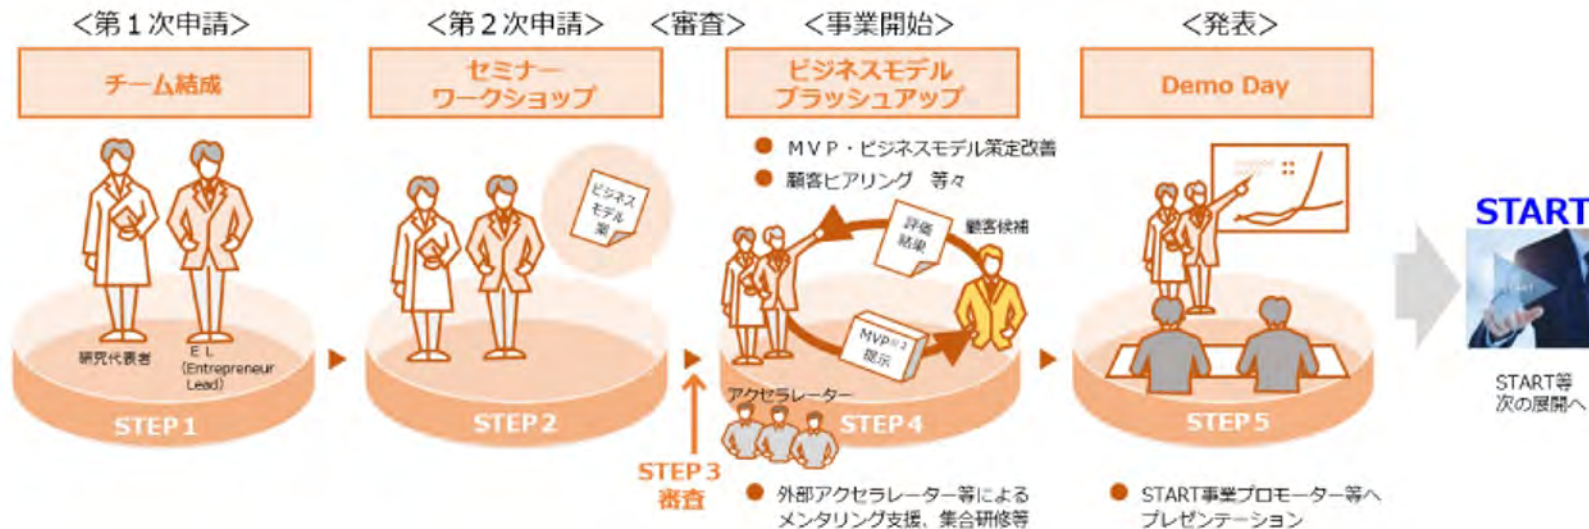 ＜第１次申請＞
＜第２次申請＞
＜審査＞
＜事業開始＞
＜発表＞
チーム結成
セミナー
ワークショップ
ビジネスモデル
ブラッシュアップ
Demo Day
研究代表者
ＥＬ
(Entrepreneur
Lead)
STEP１
ビジネス
モデル
案
STEP２
STEP３
審査
● ＭＶＰ・ビジネスモデル策定改善
● 顧客ヒアリング　等々
評価
結果
顧客候補
MVP※２
提示
アクセラレーター
STEP４
● 外部アクセラレーター等による
メンタリング支援、集合研修等
STEP５
● START事業プロモーター等へ
プレゼンテーション
START
START等
次の展開へ